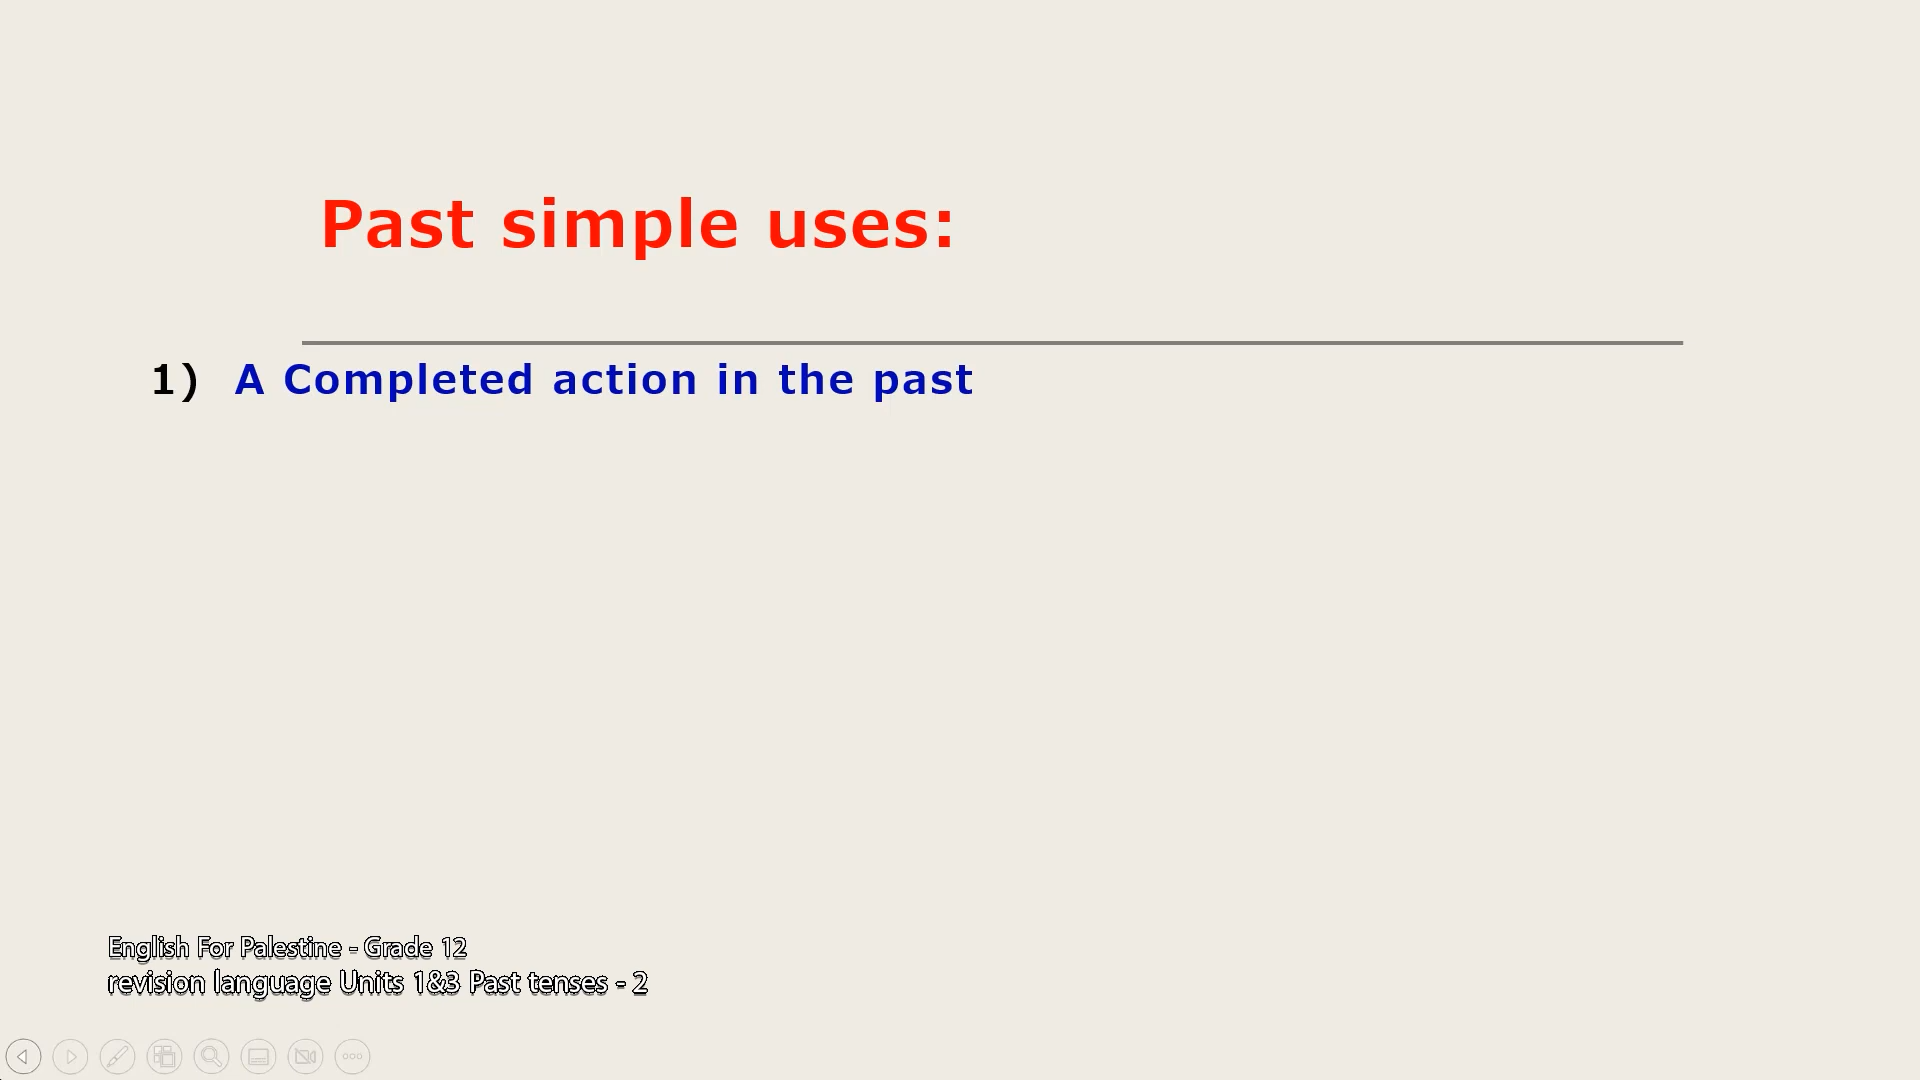 Past simple uses:
1) A Completed action in the past
English For Palestine - Grade 12
revision language Units 1&3 Past tenses - 2